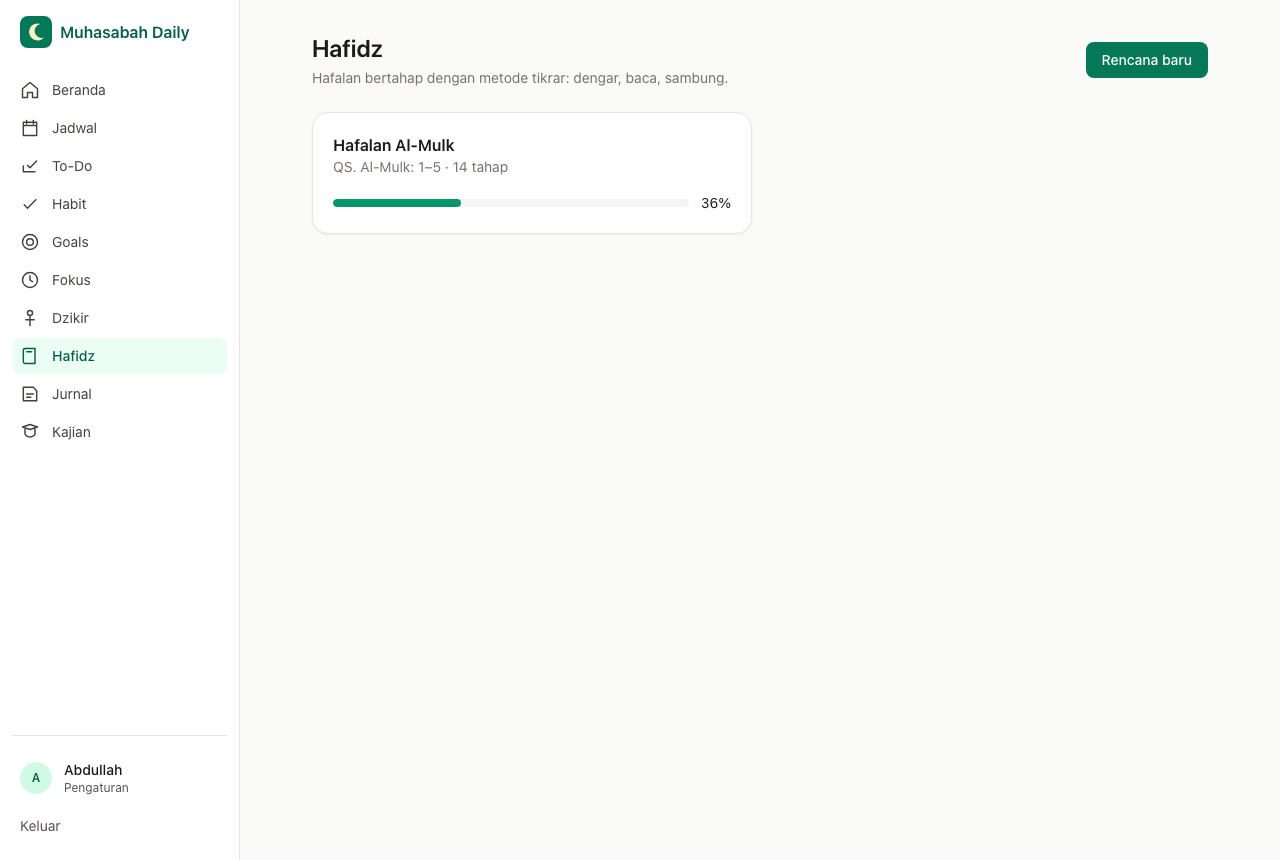 Muhasabah Daily
Beranda
Jadwal
To-Do
Habit
Goals
Fokus
Dzikir
Hafidz
Jurnal
Kajian
A
Abdullah
Pengaturan
Keluar
Hafidz
Hafalan bertahap dengan metode tikrar: dengar, baca, sambung.
Rencana baru
Hafalan Al-Mulk
QS. Al-Mulk: 1–5 · 14 tahap
36%